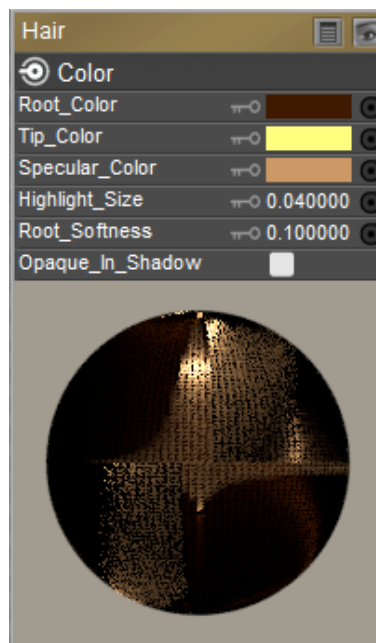 Hair
Color
Root_Color
Tip_Color
Specular_Color
Highlight_Size 0.040000
Root_Softness 0.100000
Opaque_In_Shadow